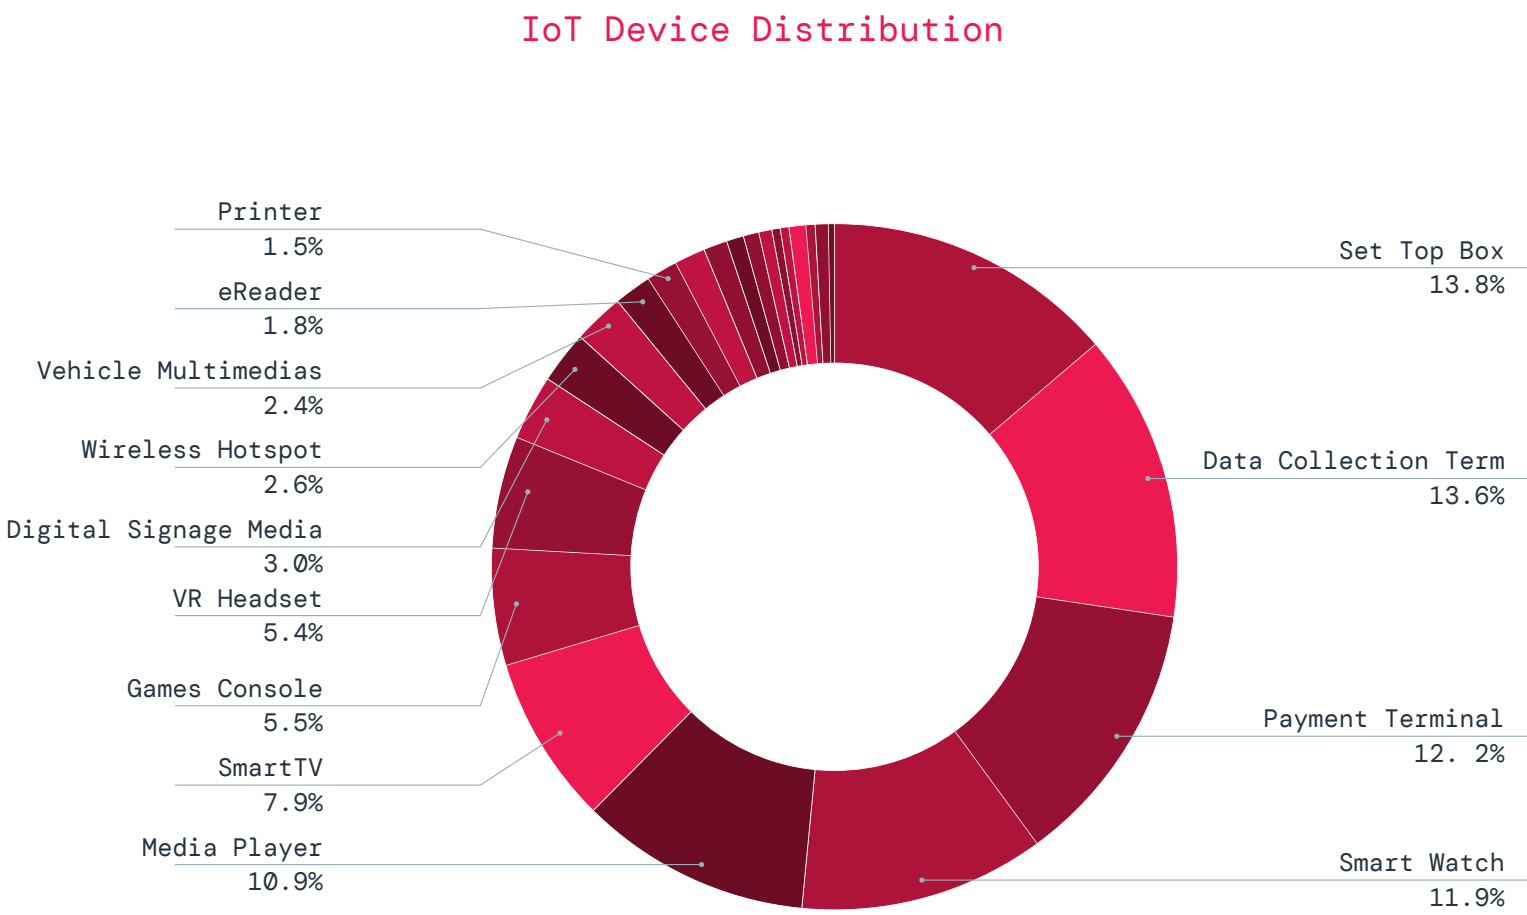 IoT Device Distribution
Printer
1.5%
eReader
1.8%
Vehicle Multimedias
2.4%
Wireless Hotspot
2.6%
Digital Signage Media
3.0%
VR Headset
5.4%
Games Console
5.5%
SmartTV
7.9%
Media Player
10.9%
Set Top Box
13.8%
Data Collection Term
13.6%
Payment Terminal
12. 2%
Smart Watch
11.9%